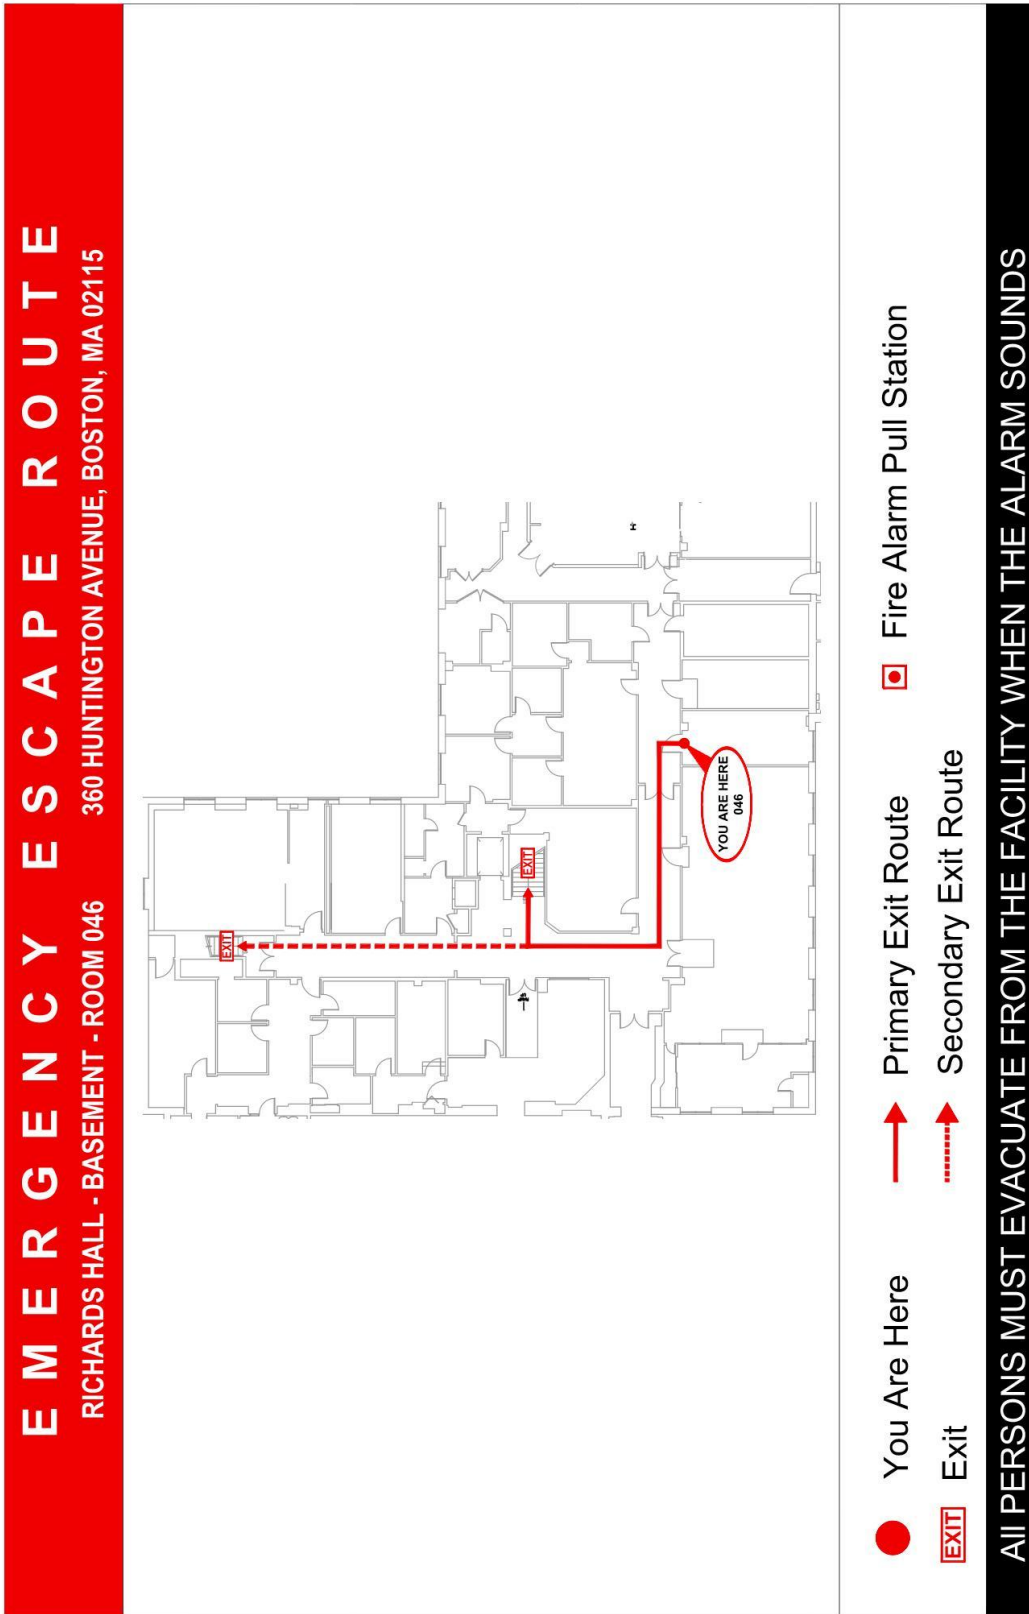 EMERGENCY ESCAPE ROUTE
RICHARDS HALL - BASEMENT - ROOM 046 360 HUNTINGTON AVENUE, BOSTON, MA 02115
EXIT
EXIT
YOU ARE HERE
046
You Are Here
Primary Exit Route
Fire Alarm Pull Station
EXIT Exit
Secondary Exit Route
All PERSONS MUST EVACUATE FROM THE FACILITY WHEN THE ALARM SOUNDS